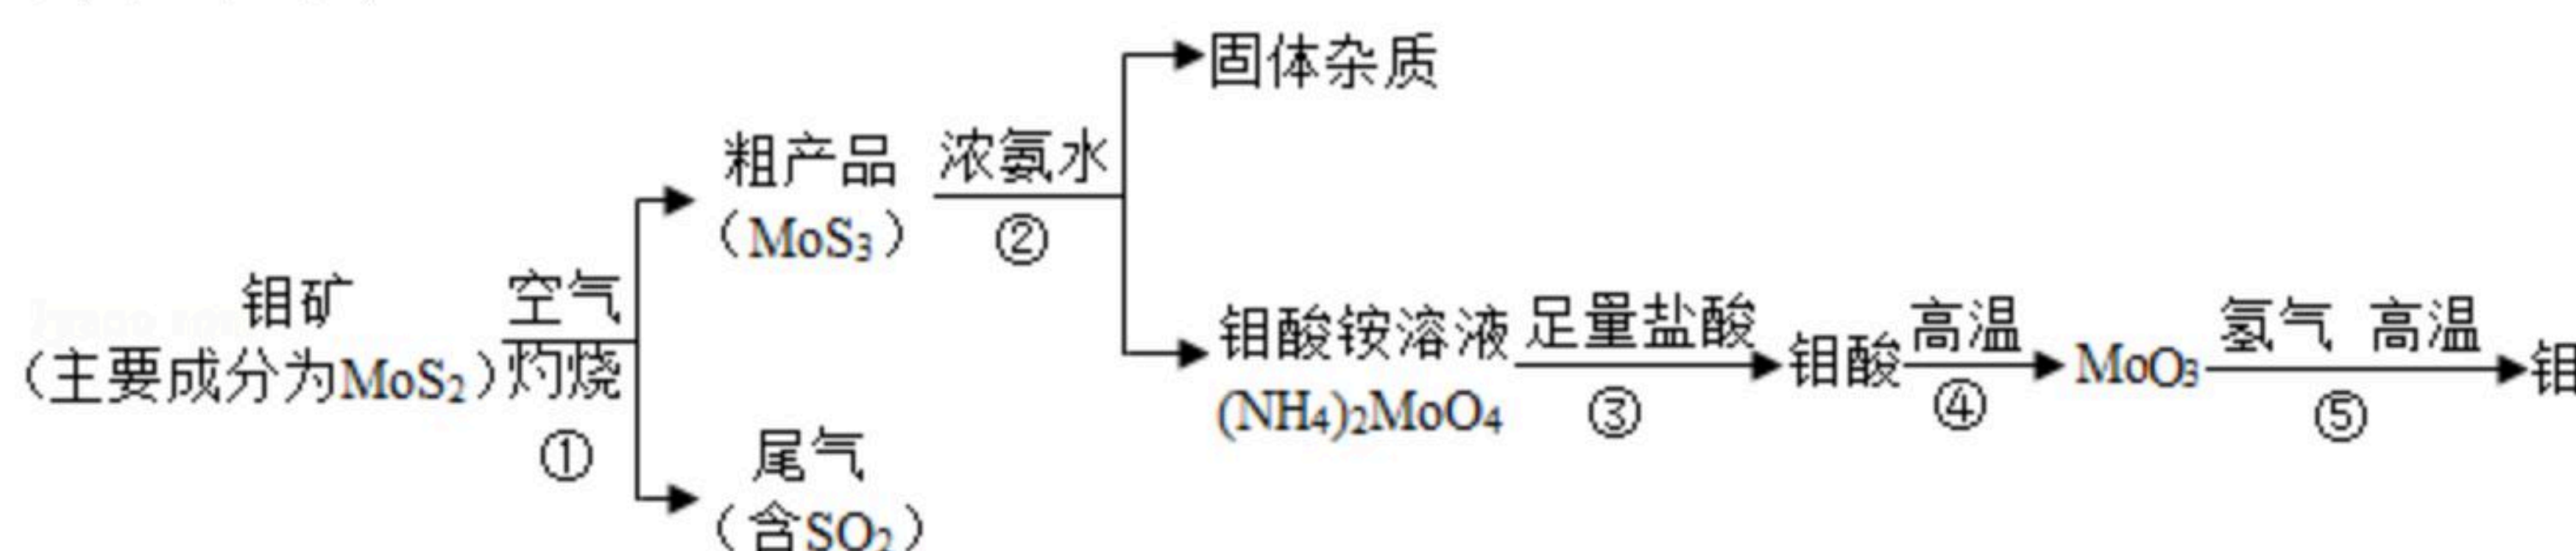 固体杂质
粗产品
(MoS₃)
浓氨水
②
钼矿
(主要成分为MoS₂)
空气
灼烧
①
钼酸铵溶液
(NH₄)₂MoO₄
足量盐酸
③
钼酸
高温
④
MoO₃
氢气 高温
⑤
钼
尾气
(含SO₂)